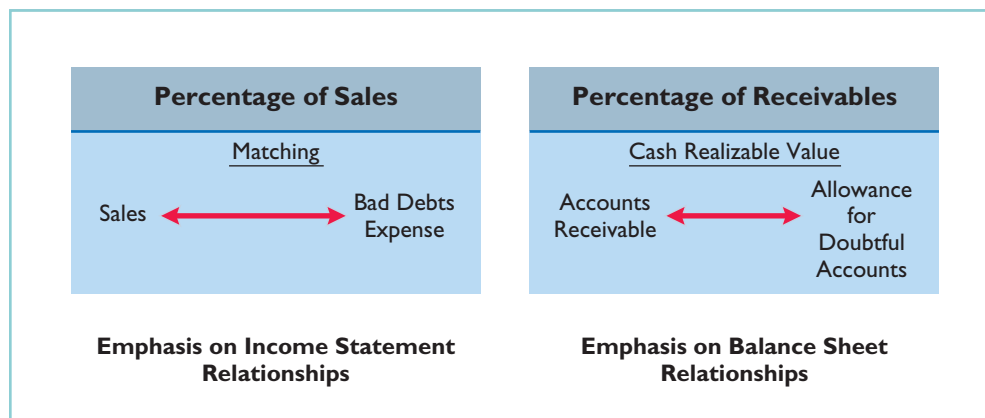 Percentage of Sales
Matching
Sales
Bad Debts
Expense
Emphasis on Income Statement
Relationships
Percentage of Receivables
Cash Realizable Value
Accounts
Receivable
Allowance
for
Doubtful
Accounts
Emphasis on Balance Sheet
Relationships